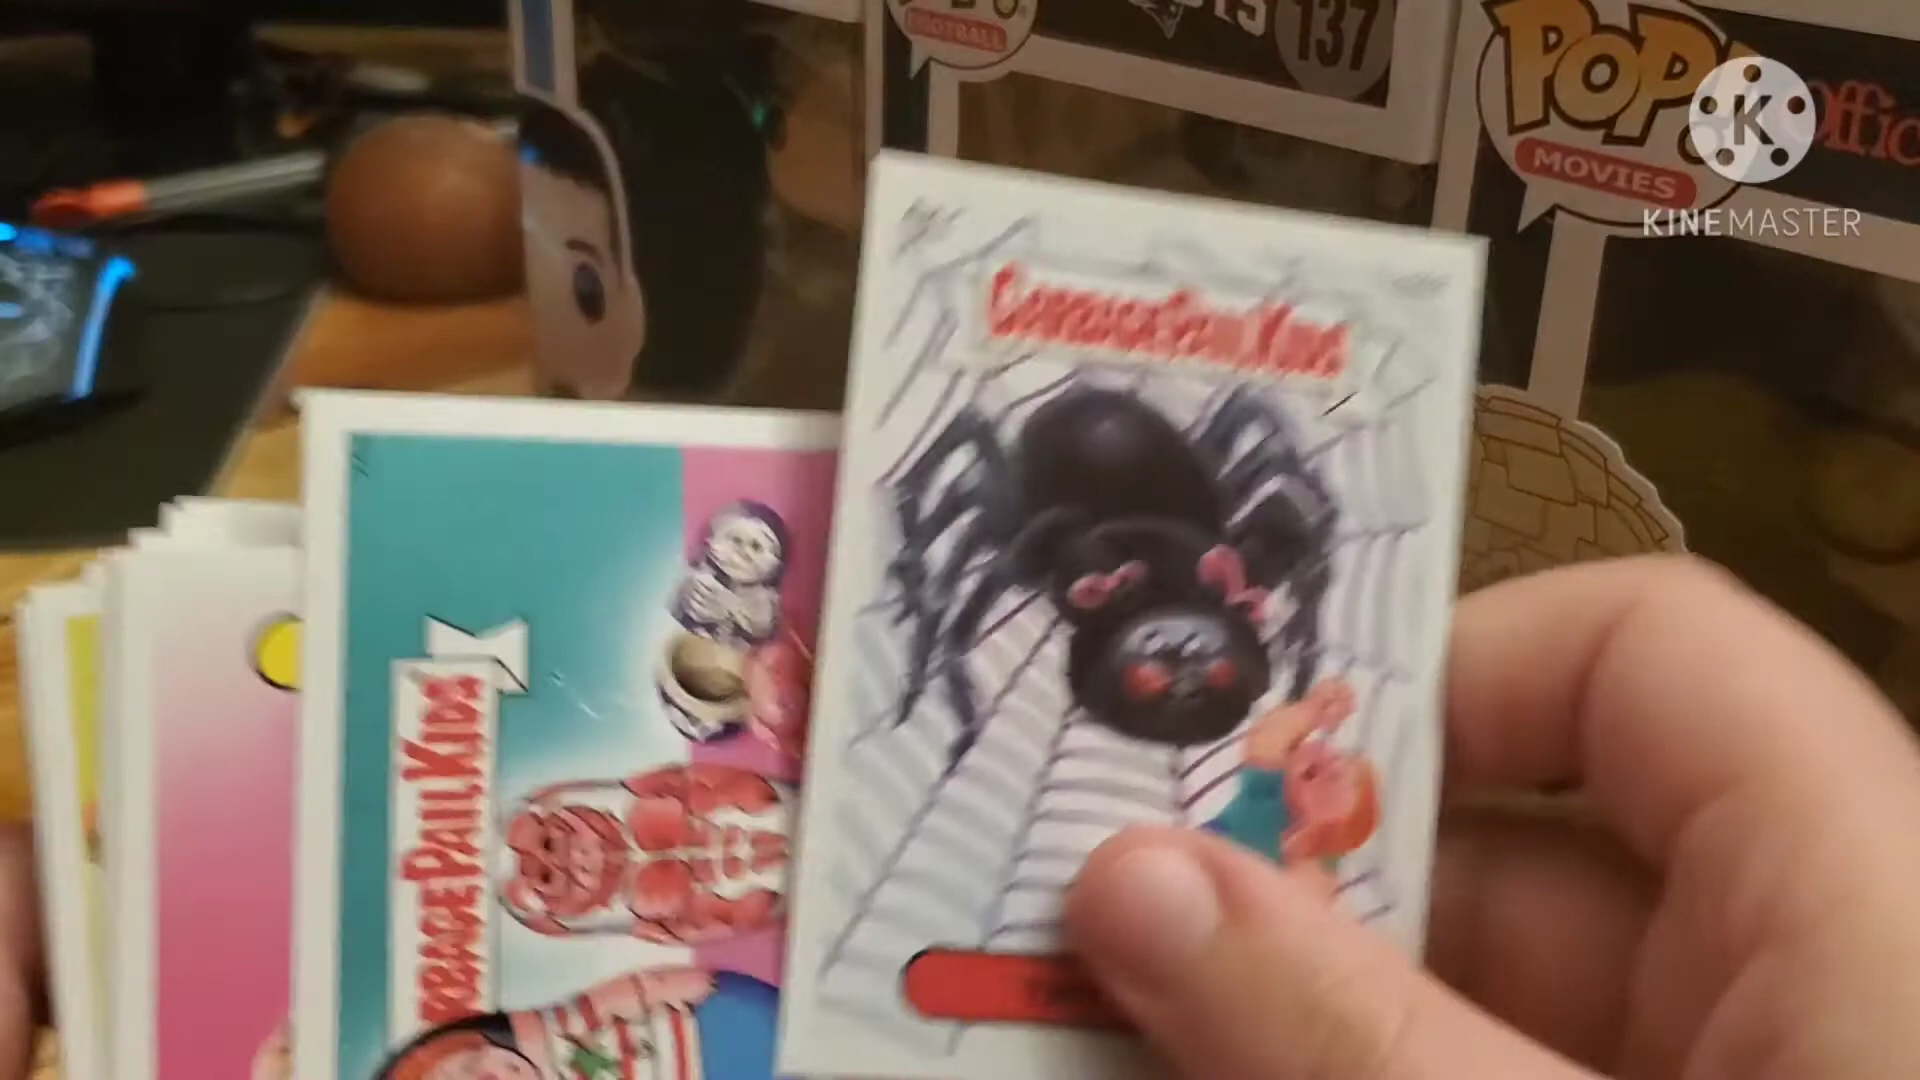 FOOTBALL
137
POP
MOVIES
Office
KINEMASTER
GARBAGE PAIL KIDS
GARBAGE PAIL KIDS